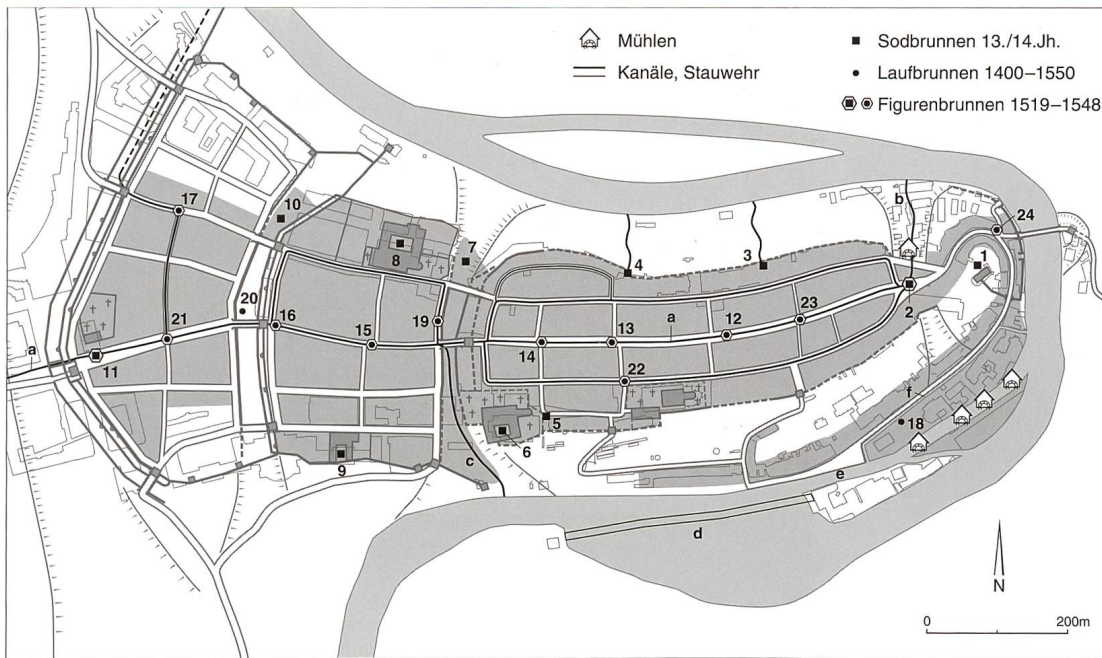 Mühlen
Kanäle, Stauwehr
Sodbrunnen 13./14.Jh.
Laufbrunnen 1400–1550
Figurenbrunnen 1519–1548
17
10
8
7
b
24
1
4
3
2
20
16
15
19
13
a
12
23
14
21
a
11
22
5
6
f
18
9
c
e
d
N
0
200m